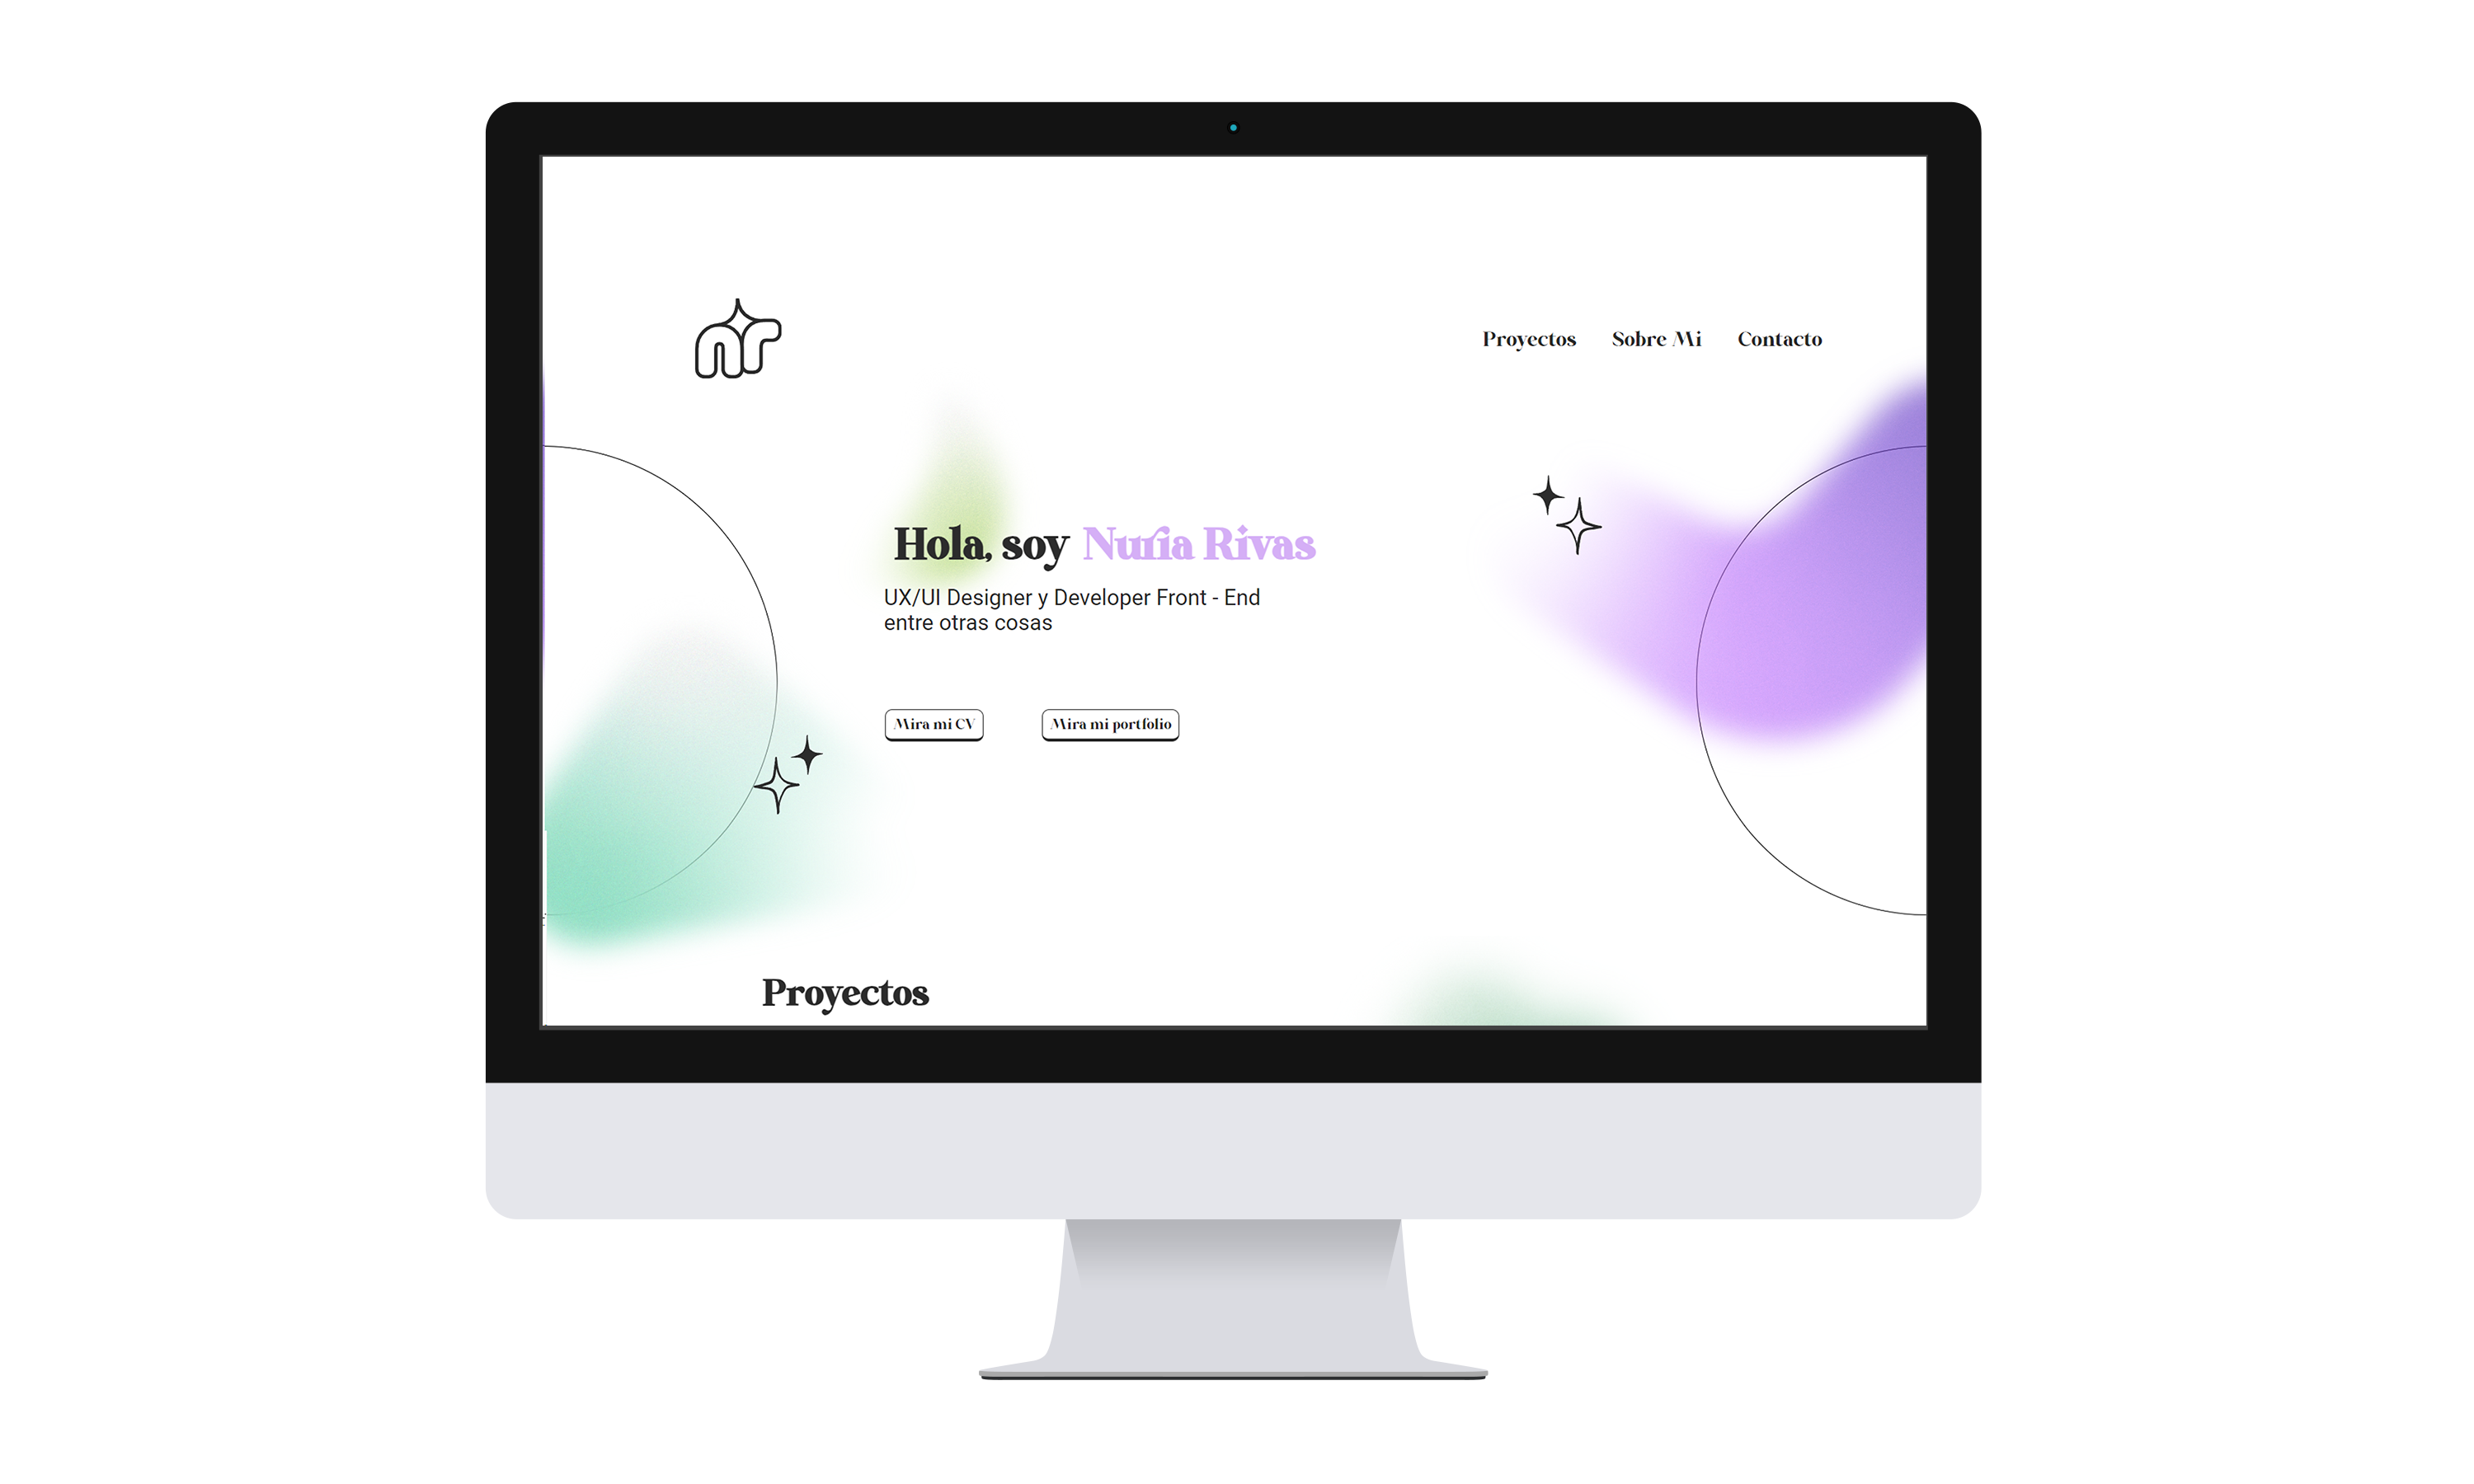 nr
Proyectos Sobre Mi Contacto
Hola, soy Nuria Rivas
UX/UI Designer y Developer Front - End
entre otras cosas
Mira mi CV Mira mi portfolio
Proyectos